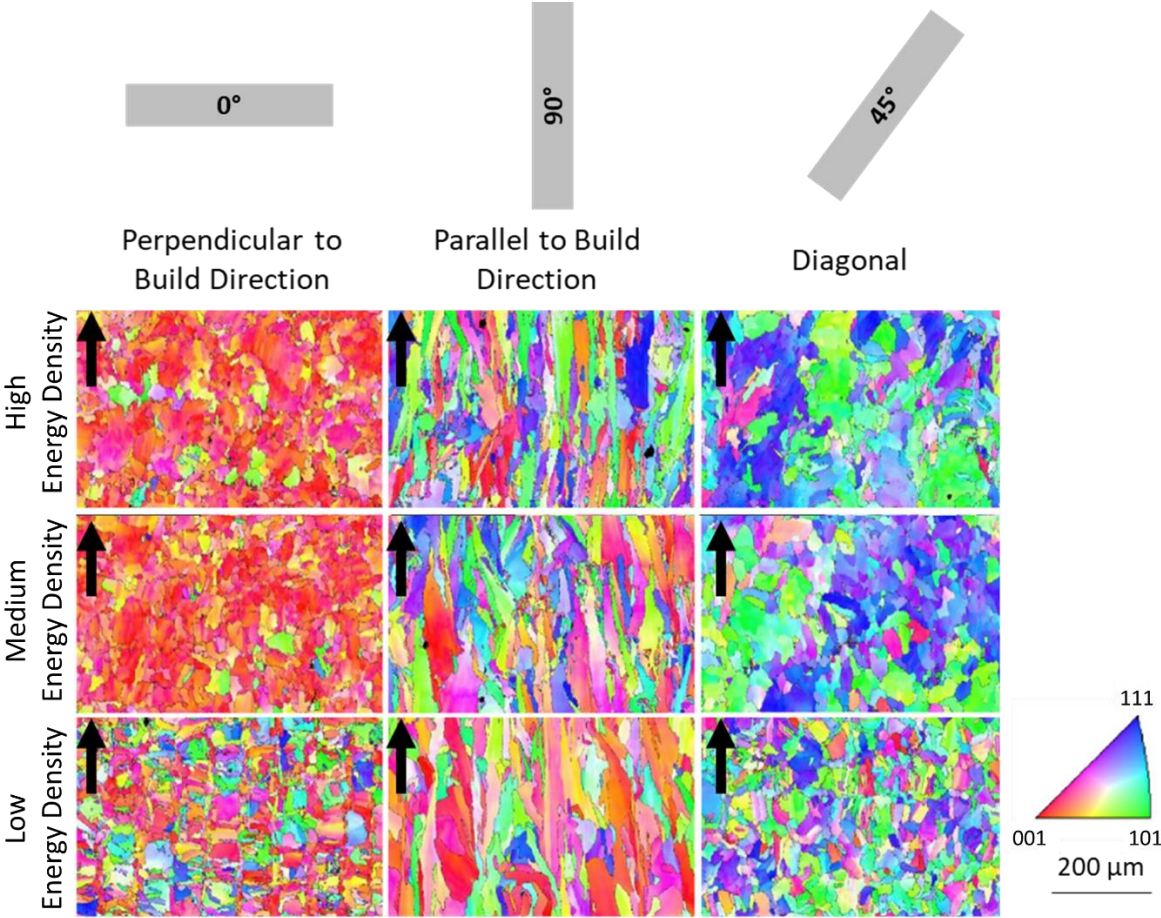 0°
90°
45°
Perpendicular to
Build Direction
Parallel to Build
Direction
Diagonal
High
Energy Density
Medium
Energy Density
Low
Energy Density
111
001
101
200 µm